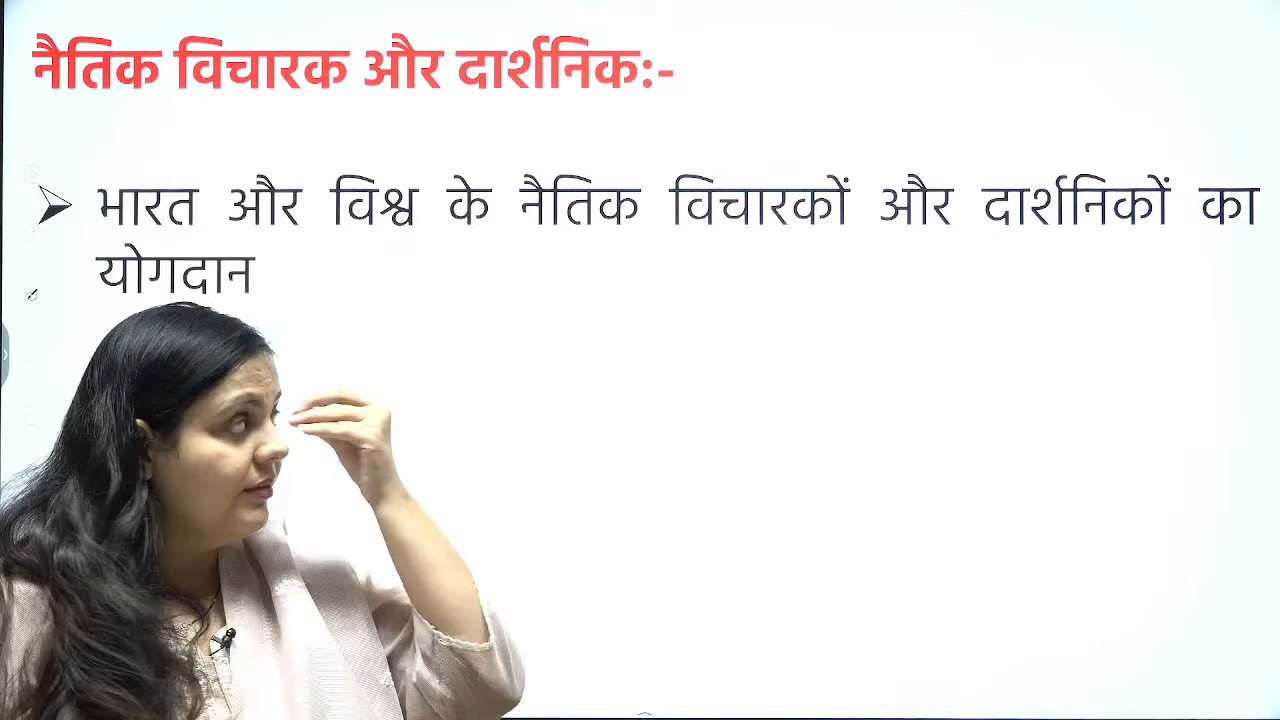 नैतिक विचारक और दार्शनिक:-
भारत और विश्व के नैतिक विचारकों और दार्शनिकों का
योगदान